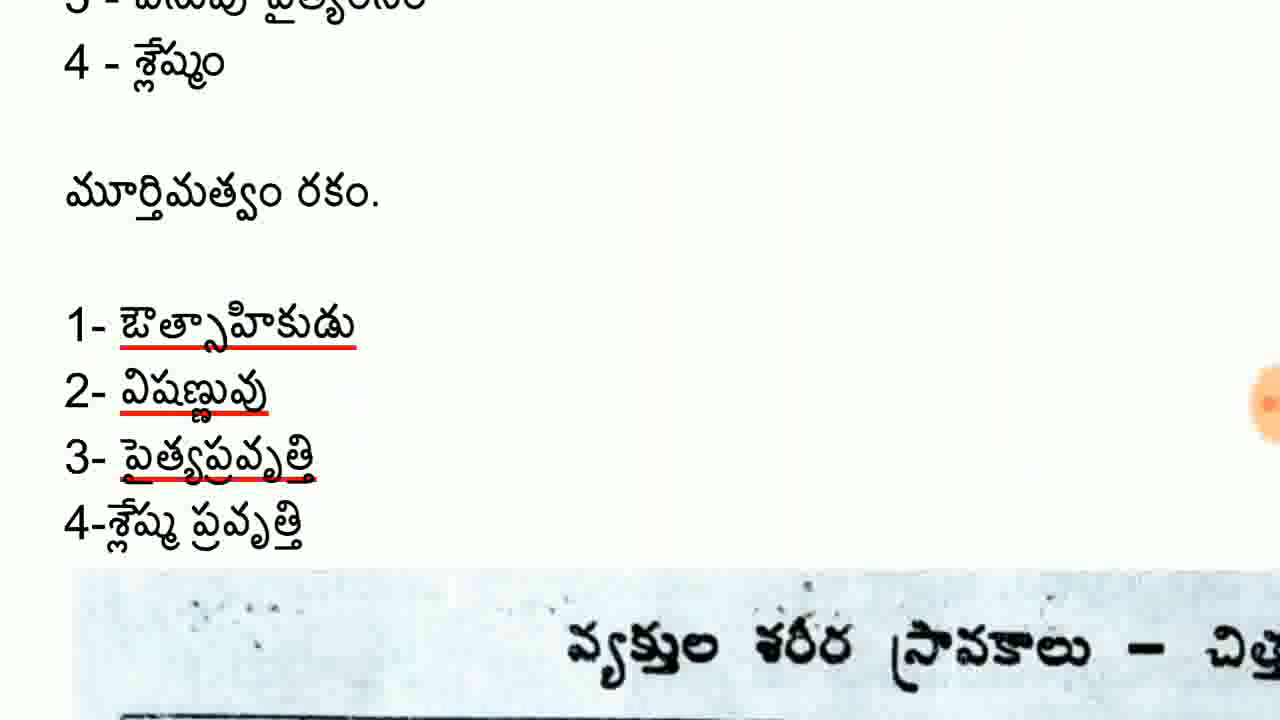 4 - శ్లేష్మం
మూర్తిమత్వం రకం.
1- ఔత్సాహికుడు
2- విషణ్ణువు
3- పైత్యప్రవృత్తి
4-శ్లేష్మ ప్రవృత్తి
వ్యక్తుల శరీర స్రావకాలు -